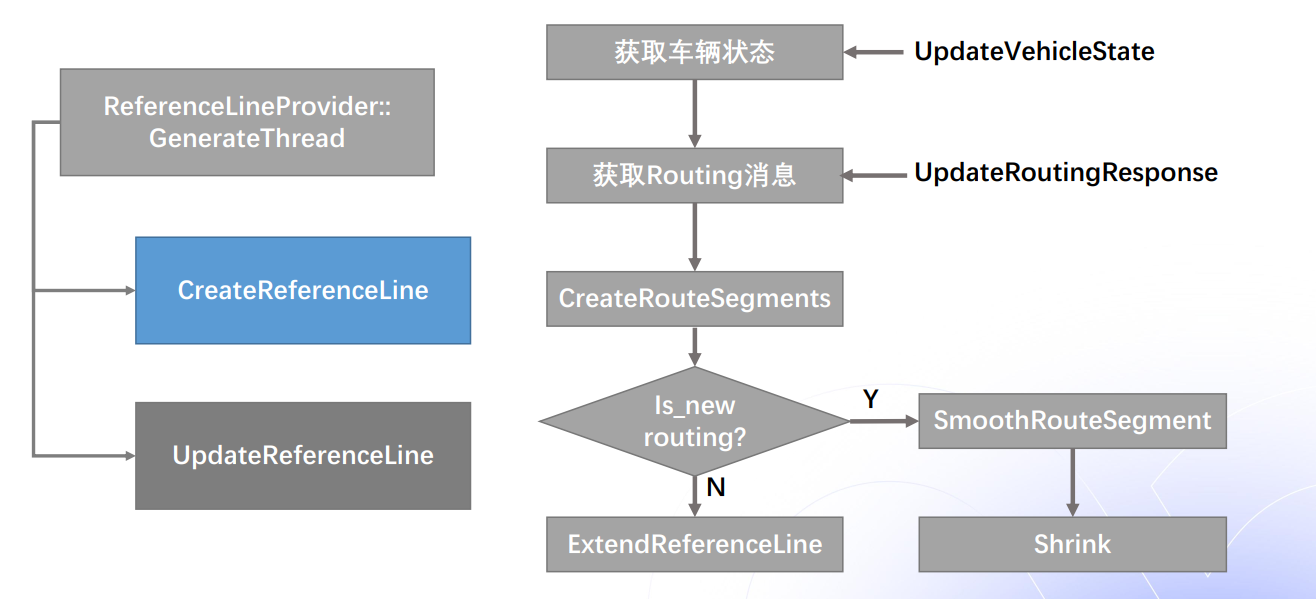 ReferenceLineProvider::
GenerateThread
CreateReferenceLine
UpdateReferenceLine
获取车辆状态
UpdateVehicleState
获取Routing消息
UpdateRoutingResponse
CreateRouteSegments
Is_new
routing?
Y
SmoothRouteSegment
N
ExtendReferenceLine
Shrink